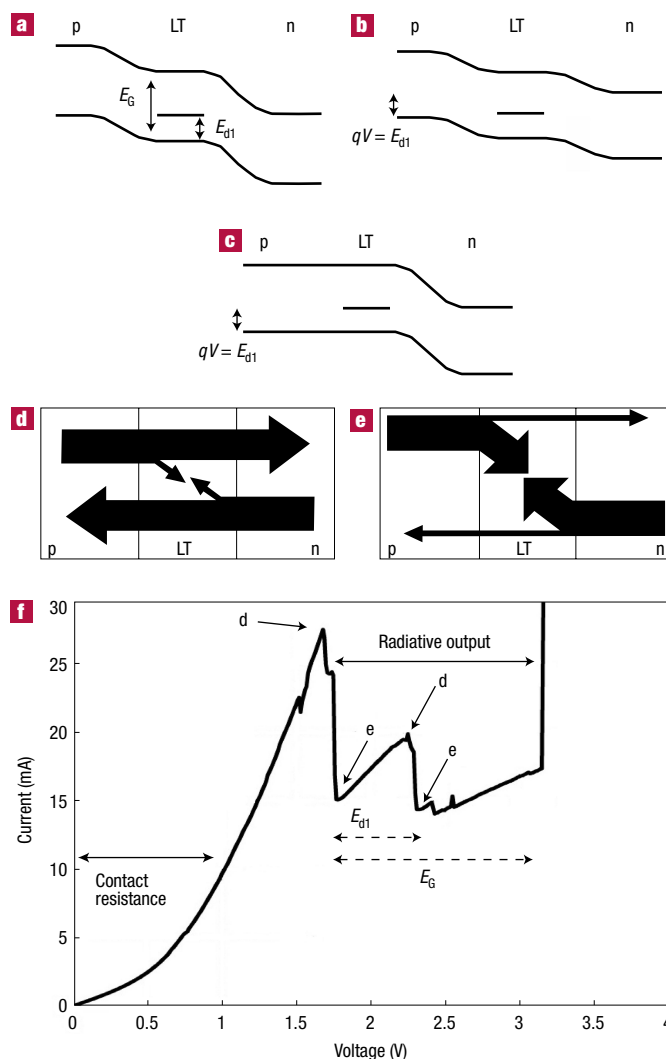 a
p LT n
E_G
E_d1
b
p LT n
qV = E_d1
c
p LT n
qV = E_d1
d
p LT n
e
p LT n
f
30
25
20
15
10
5
0
Current (mA)
d
Radiative output
d
e
e
E_d1
E_G
Contact
resistance
0 0.5 1 1.5 2 2.5 3 3.5 4
Voltage (V)